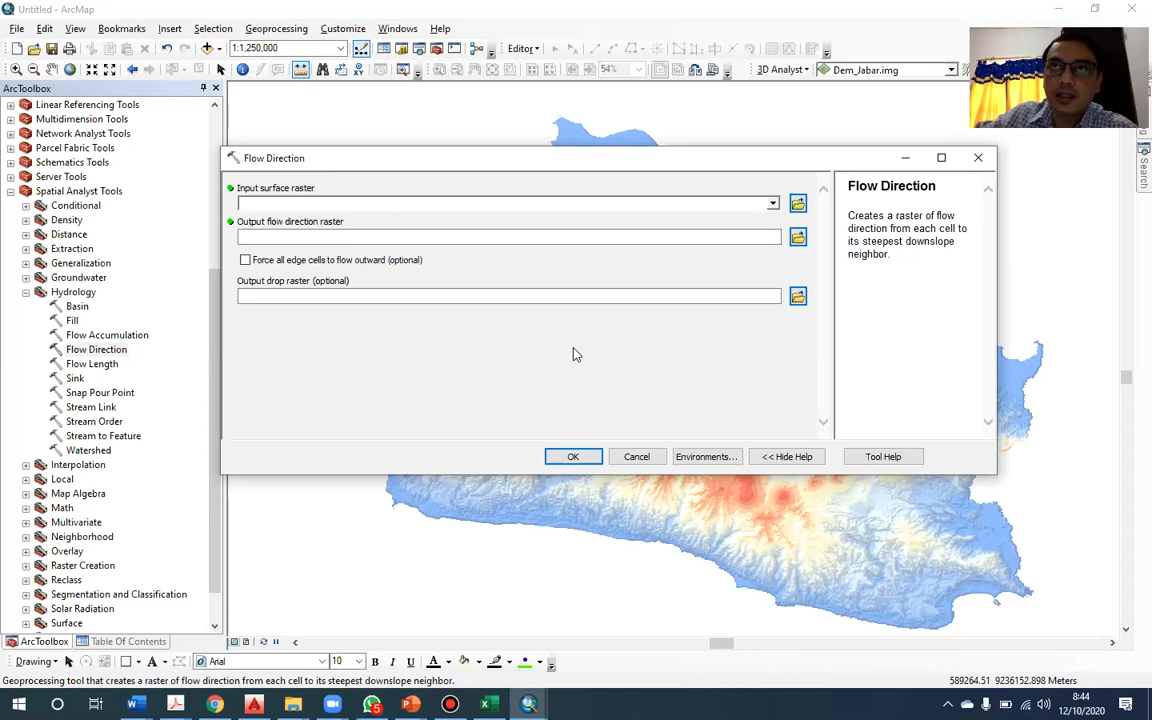 Untitled - ArcMap
File Edit View Bookmarks Insert Selection Geoprocessing Customize Windows Help
1:1,250,000
Editor
54%
3D Analyst
Dem_Jabar.img
ArcToolbox
Linear Referencing Tools
Multidimension Tools
Network Analyst Tools
Parcel Fabric Tools
Schematics Tools
Server Tools
Spatial Analyst Tools
Conditional
Density
Distance
Extraction
Generalization
Groundwater
Hydrology
Basin
Fill
Flow Accumulation
Flow Direction
Flow Length
Sink
Snap Pour Point
Stream Link
Stream Order
Stream to Feature
Watershed
Interpolation
Local
Map Algebra
Math
Multivariate
Neighborhood
Overlay
Raster Creation
Reclass
Segmentation and Classification
Solar Radiation
Surface
ArcToolbox
Table Of Contents
Flow Direction
Input surface raster
Output flow direction raster
Force all edge cells to flow outward (optional)
Output drop raster (optional)
OK
Cancel
Environments...
<< Hide Help
Tool Help
Flow Direction
Creates a raster of flow
direction from each cell to
its steepest downslope
neighbor.
Search
Drawing
Arial
10
B I U A
Geoprocessing tool that creates a raster of flow direction from each cell to its steepest downslope neighbor.
589264.51 9236152.898 Meters
8:44
12/10/2020